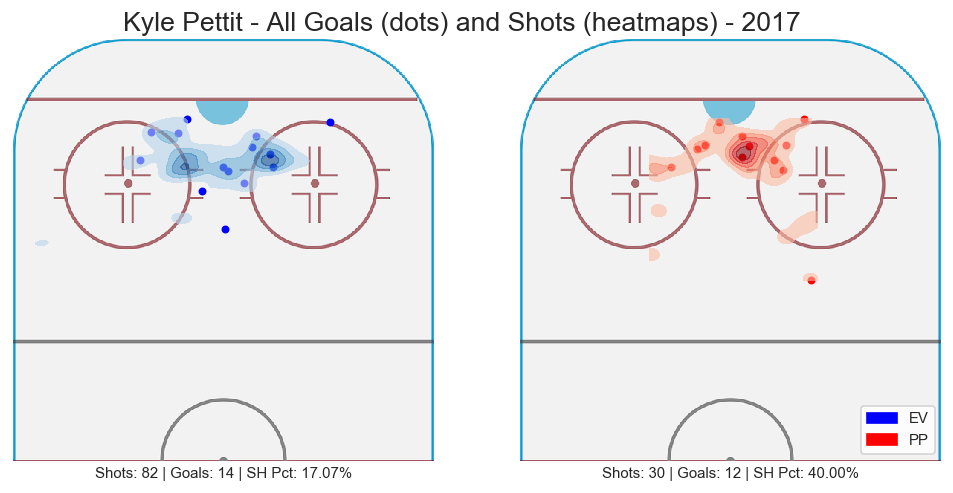 Kyle Pettit - All Goals (dots) and Shots (heatmaps) - 2017
EV
PP
Shots: 82 | Goals: 14 | SH Pct: 17.07%
Shots: 30 | Goals: 12 | SH Pct: 40.00%